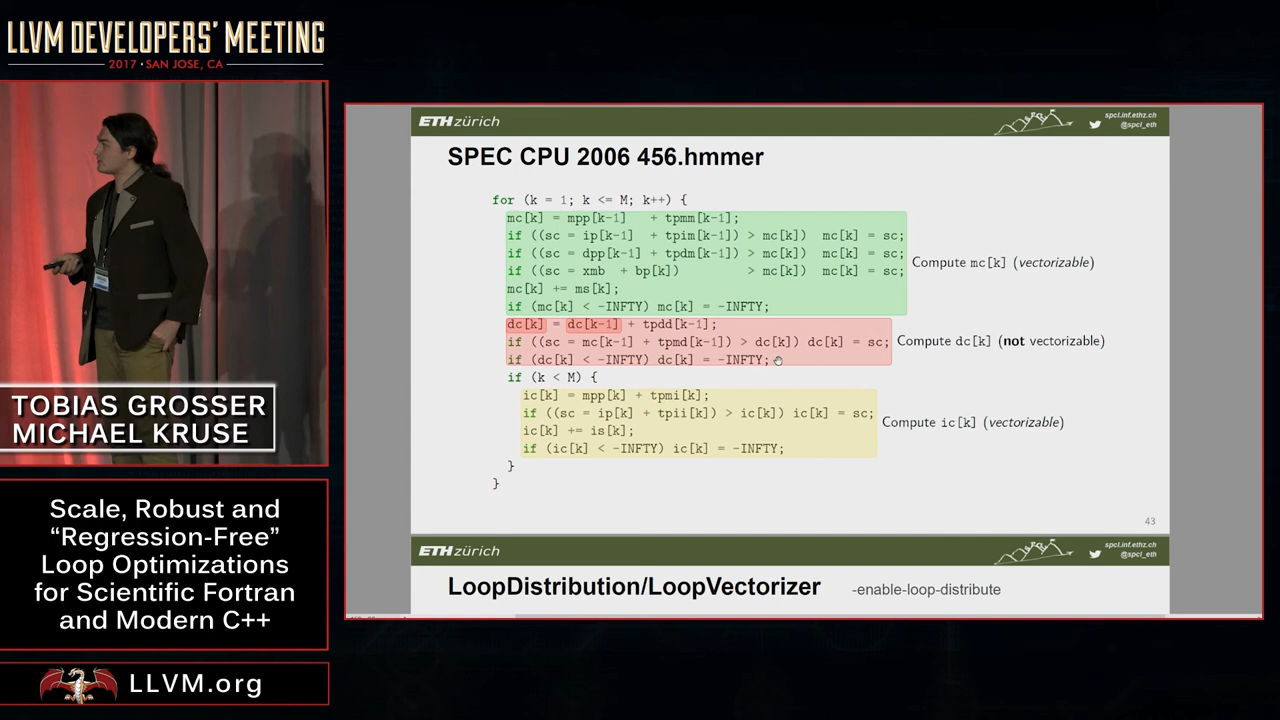 LLVM DEVELOPERS' MEETING
2017 · SAN JOSE, CA
TOBIAS GROSSER
MICHAEL KRUSE
Scale, Robust and
“Regression-Free”
Loop Optimizations
for Scientific Fortran
and Modern C++
LLVM.org
ETH zürich
spcl.inf.ethz.ch
@spcl_eth
SPEC CPU 2006 456.hmmer
for (k = 1; k <= M; k++) {
mc[k] = mpp[k-1] + tpmm[k-1];
if ((sc = ip[k-1] + tpim[k-1]) > mc[k]) mc[k] = sc;
if ((sc = dpp[k-1] + tpdm[k-1]) > mc[k]) mc[k] = sc;
if ((sc = xmb + bp[k]) > mc[k]) mc[k] = sc;
mc[k] += ms[k];
if (mc[k] < -INFTY) mc[k] = -INFTY;
Compute mc[k] (vectorizable)
dc[k] = dc[k-1] + tpdd[k-1];
if ((sc = mc[k-1] + tpmd[k-1]) > dc[k]) dc[k] = sc;
if (dc[k] < -INFTY) dc[k] = -INFTY;
Compute dc[k] (not vectorizable)
if (k < M) {
ic[k] = mpp[k] + tpmi[k];
if ((sc = ip[k] + tpii[k]) > ic[k]) ic[k] = sc;
ic[k] += is[k];
if (ic[k] < -INFTY) ic[k] = -INFTY;
Compute ic[k] (vectorizable)
}
}
43
ETH zürich
spcl.inf.ethz.ch
@spcl_eth
LoopDistribution/LoopVectorizer -enable-loop-distribute